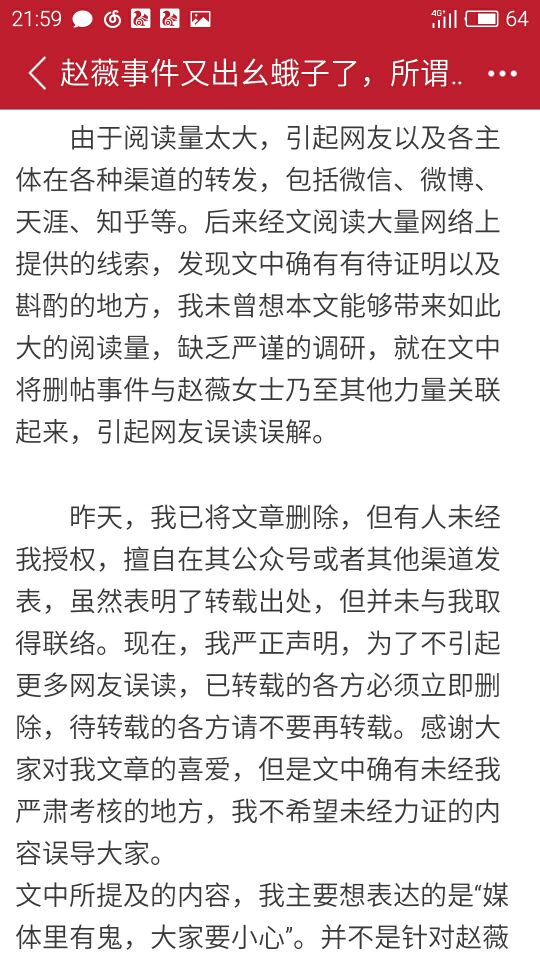 21:59
4G
64
赵薇事件又出幺蛾子了，所谓..
由于阅读量太大，引起网友以及各主
体在各种渠道的转发，包括微信、微博、
天涯、知乎等。后来经文阅读大量网络上
提供的线索，发现文中确有有待证明以及
斟酌的地方，我未曾想本文能够带来如此
大的阅读量，缺乏严谨的调研，就在文中
将删帖事件与赵薇女士乃至其他力量关联
起来，引起网友误读误解。
昨天，我已将文章删除，但有人未经
我授权，擅自在其公众号或者其他渠道发
表，虽然表明了转载出处，但并未与我取
得联络。现在，我严正声明，为了不引起
更多网友误读，已转载的各方必须立即删
除，待转载的各方请不要再转载。感谢大
家对我文章的喜爱，但是文中确有未经我
严肃考核的地方，我不希望未经力证的内
容误导大家。
文中所提及的内容，我主要想表达的是“媒
体里有鬼，大家要小心”。并不是针对赵薇